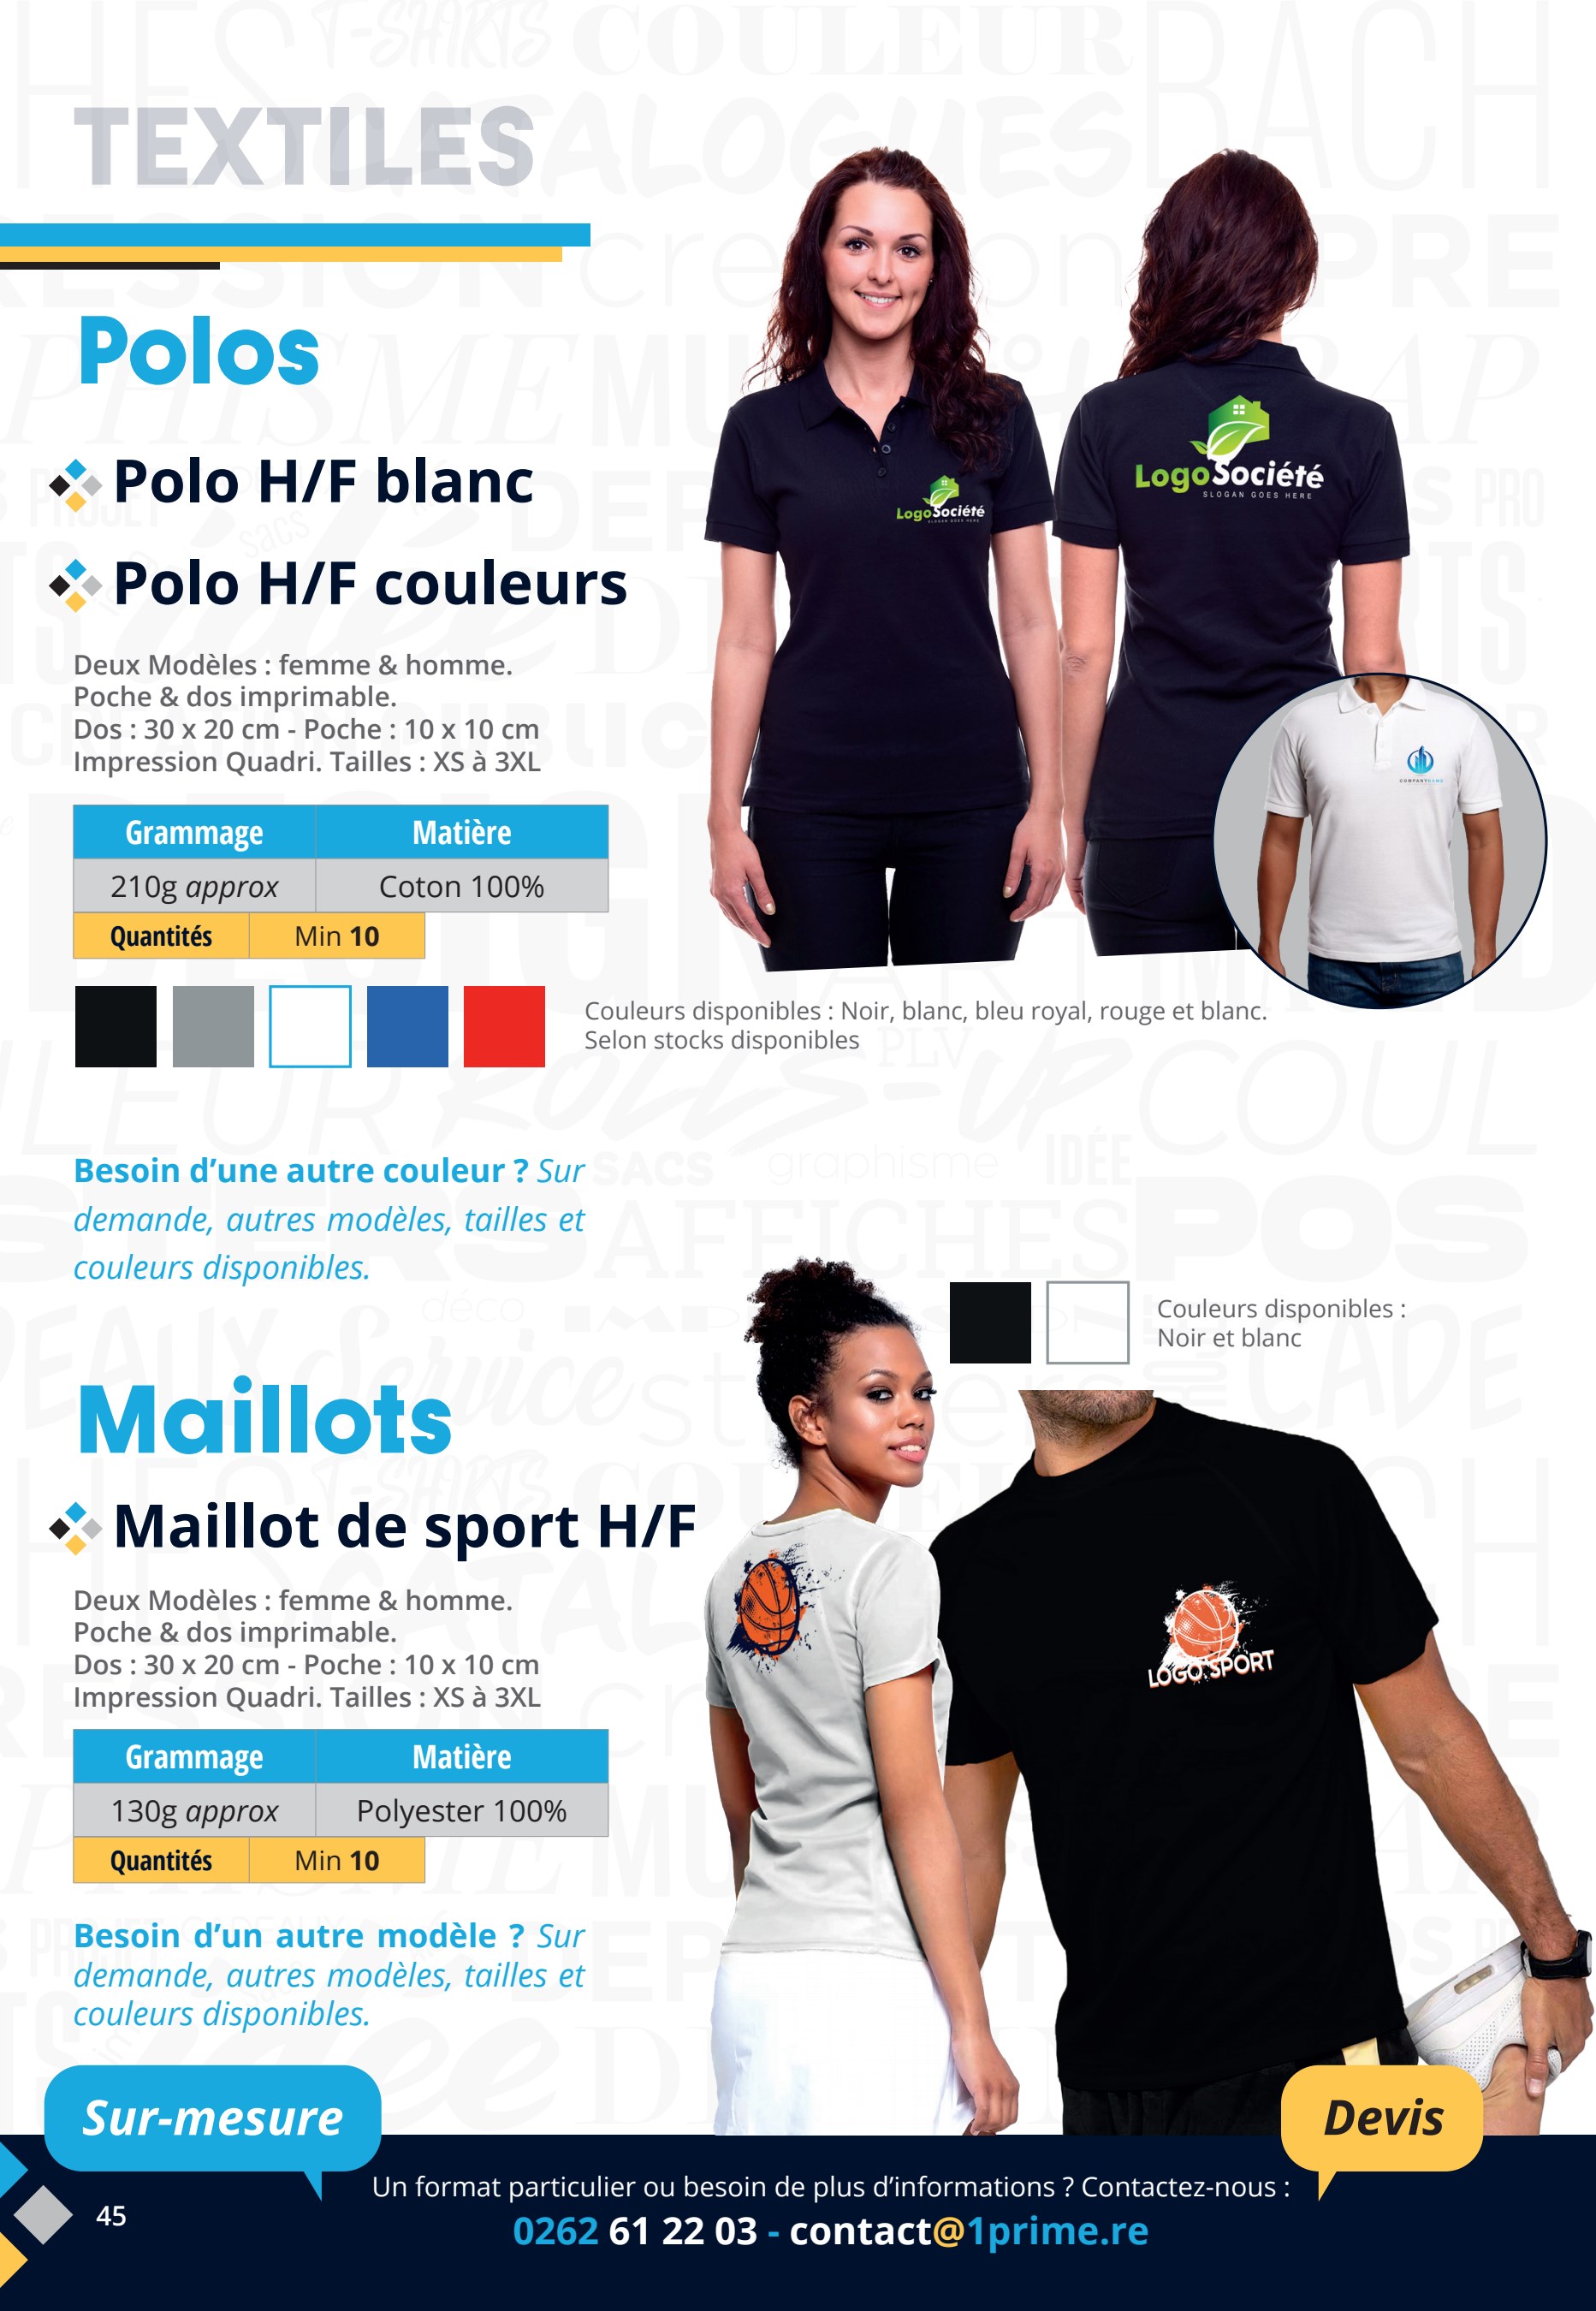 TEXTILES
Polos
Polo H/F blanc
Polo H/F couleurs
Deux Modèles : femme & homme.
Poche & dos imprimable.
Dos : 30 x 20 cm - Poche : 10 x 10 cm
Impression Quadri. Tailles : XS à 3XL
Grammage Matière
210g approx Coton 100%
Quantités Min 10
LogoSociété
SLOGAN GOES HERE
LogoSociété
SLOGAN GOES HERE
COMPANYNAME
Couleurs disponibles : Noir, blanc, bleu royal, rouge et blanc.
Selon stocks disponibles
Besoin d’une autre couleur ? Sur
demande, autres modèles, tailles et
couleurs disponibles.
Couleurs disponibles :
Noir et blanc
Maillots
Maillot de sport H/F
Deux Modèles : femme & homme.
Poche & dos imprimable.
Dos : 30 x 20 cm - Poche : 10 x 10 cm
Impression Quadri. Tailles : XS à 3XL
Grammage Matière
130g approx Polyester 100%
Quantités Min 10
LOGO SPORT
Besoin d’un autre modèle ? Sur
demande, autres modèles, tailles et
couleurs disponibles.
Sur-mesure
Devis
Un format particulier ou besoin de plus d’informations ? Contactez-nous :
45
0262 61 22 03 - contact@1prime.re